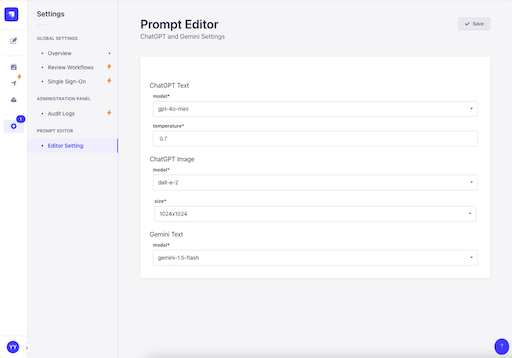 Settings
GLOBAL SETTINGS
Overview
Review Workflows
Single Sign-On
ADMINISTRATION PANEL
Audit Logs
PROMPT EDITOR
Editor Setting
1
YY
Prompt Editor
ChatGPT and Gemini Settings
Save
ChatGPT Text
model*
gpt-4o-mini
temperature*
0.7
ChatGPT Image
model*
dall-e-2
size*
1024x1024
Gemini Text
model*
gemini-1.5-flash
?